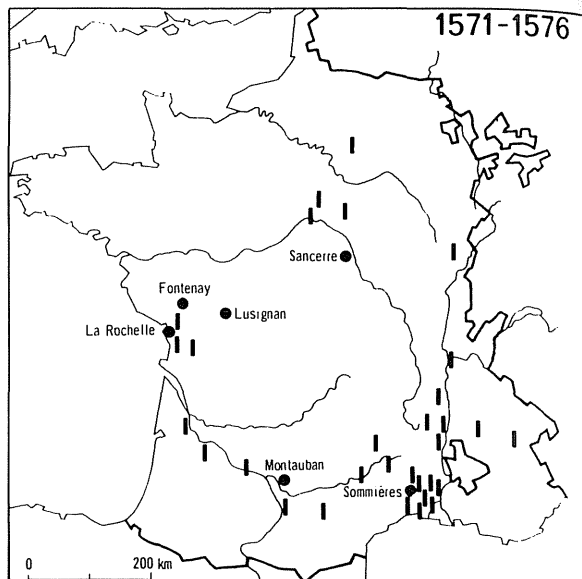 1571-1576
Sancerre
Fontenay
Lusignan
La Rochelle
Montauban
Sommières
0 200 km